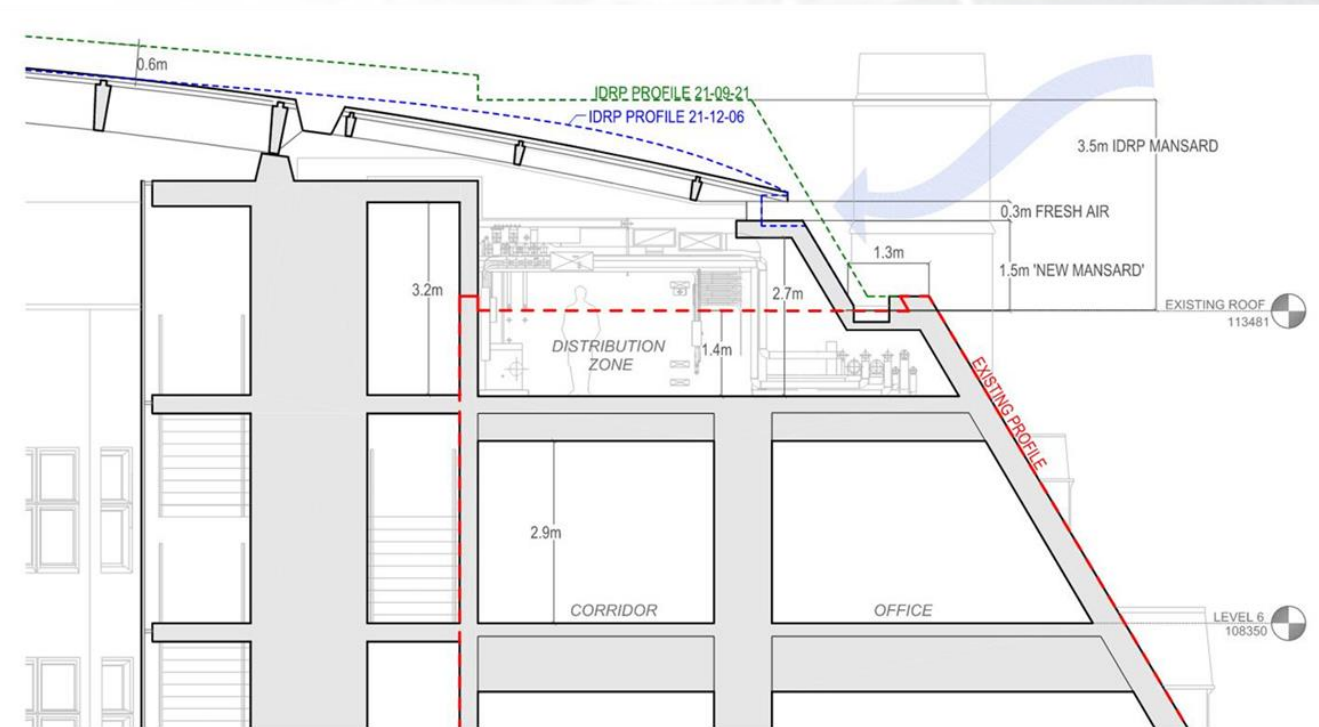 0.6m
IDRP PROFILE 21-09-21
IDRP PROFILE 21-12-06
3.5m IDRP MANSARD
0.3m FRESH AIR
1.3m
1.5m 'NEW MANSARD'
3.2m
2.7m
EXISTING ROOF
113481
DISTRIBUTION
ZONE
1.4m
EXISTING PROFILE
2.9m
CORRIDOR
OFFICE
LEVEL 6
108350